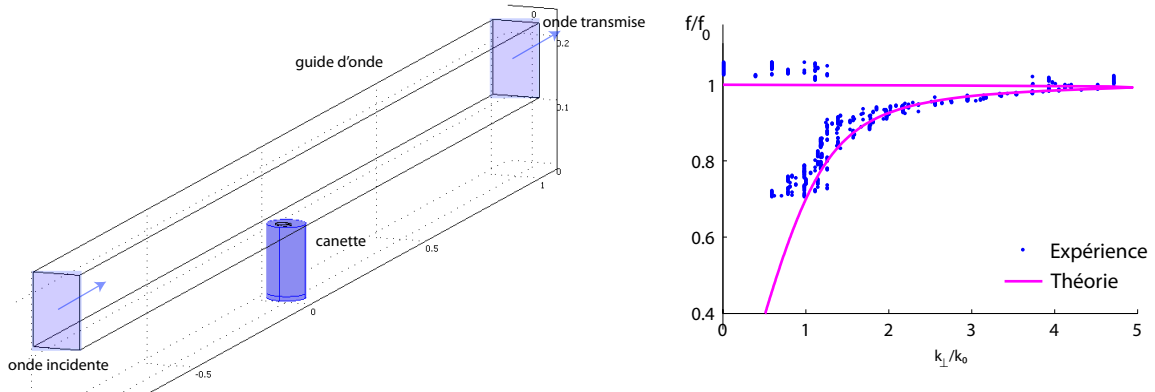 0
onde transmise
0.2
guide d'onde
0.1
0
1
canette
0.5
0
onde incidente
-0.5
f/f0
1
0.8
0.6
0.4
Expérience
Théorie
0
1
2
3
4
5
k⊥/k0